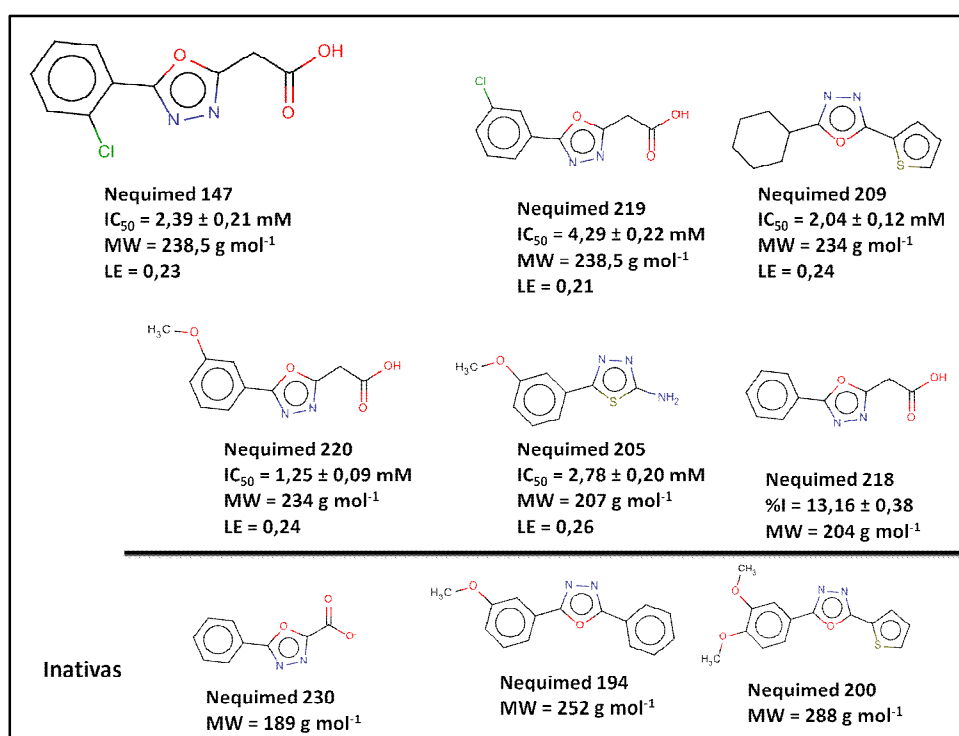 OH
O
O
N
N
Cl
Nequimed 147
IC50 = 2,39 ± 0,21 mM
MW = 238,5 g mol-1
LE = 0,23
Cl
O
OH
O
N
N
Nequimed 219
IC50 = 4,29 ± 0,22 mM
MW = 238,5 g mol-1
LE = 0,21
N
N
O
S
Nequimed 209
IC50 = 2,04 ± 0,12 mM
MW = 234 g mol-1
LE = 0,24
H3C
O
O
OH
O
N
N
Nequimed 220
IC50 = 1,25 ± 0,09 mM
MW = 234 g mol-1
LE = 0,24
H3C
O
N
N
S
NH2
Nequimed 205
IC50 = 2,78 ± 0,20 mM
MW = 207 g mol-1
LE = 0,26
O
OH
O
N
N
Nequimed 218
%I = 13,16 ± 0,38
MW = 204 g mol-1
Inativas
O
O
O-
N
N
Nequimed 230
MW = 189 g mol-1
H3C
O
N
N
O
Nequimed 194
MW = 252 g mol-1
CH3
O
O
CH3
N
N
O
S
Nequimed 200
MW = 288 g mol-1